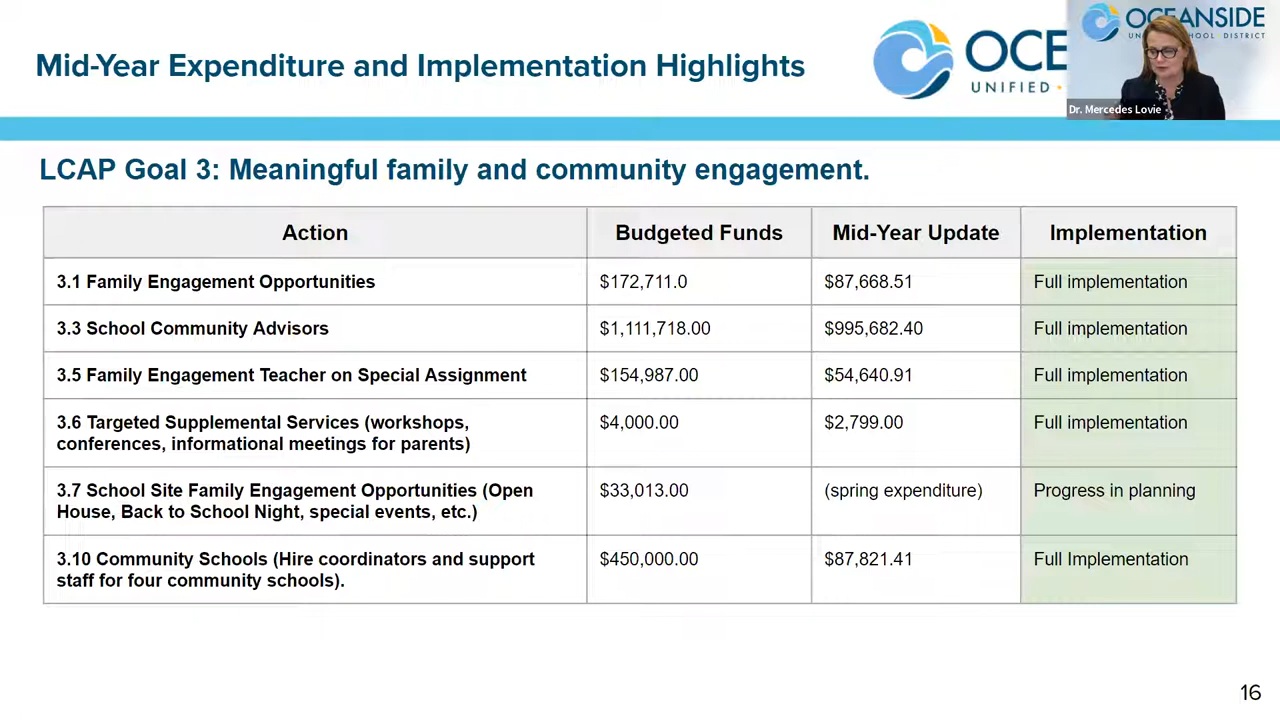 Mid-Year Expenditure and Implementation Highlights
OCE
UNIFIED
OCEANSIDE
SCHOOL DISTRICT
Dr. Mercedes Lovie
LCAP Goal 3: Meaningful family and community engagement.
Action Budgeted Funds Mid-Year Update Implementation
3.1 Family Engagement Opportunities $172,711.0 $87,668.51 Full implementation
3.3 School Community Advisors $1,111,718.00 $995,682.40 Full implementation
3.5 Family Engagement Teacher on Special Assignment $154,987.00 $54,640.91 Full implementation
3.6 Targeted Supplemental Services (workshops, $4,000.00 $2,799.00 Full implementation
conferences, informational meetings for parents)
3.7 School Site Family Engagement Opportunities (Open $33,013.00 (spring expenditure) Progress in planning
House, Back to School Night, special events, etc.)
3.10 Community Schools (Hire coordinators and support $450,000.00 $87,821.41 Full Implementation
staff for four community schools).
16